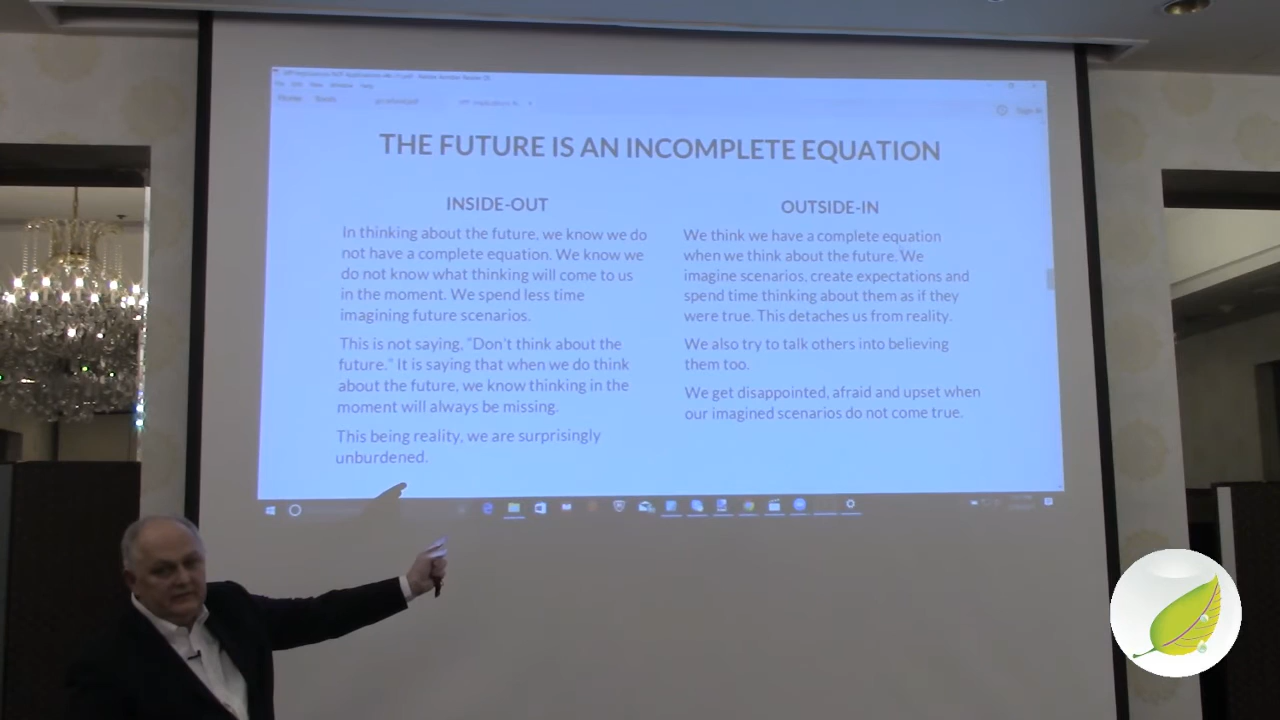 Home
Sign In
THE FUTURE IS AN INCOMPLETE EQUATION
INSIDE-OUT
In thinking about the future, we know we do
not have a complete equation. We know we
do not know what thinking will come to us
in the moment. We spend less time
imagining future scenarios.
This is not saying, "Don't think about the
future." It is saying that when we do think
about the future, we know thinking in the
moment will always be missing.
This being reality, we are surprisingly
unburdened.
OUTSIDE-IN
We think we have a complete equation
when we think about the future. We
imagine scenarios, create expectations and
spend time thinking about them as if they
were true. This detaches us from reality.
We also try to talk others into believing
them too.
We get disappointed, afraid and upset when
our imagined scenarios do not come true.